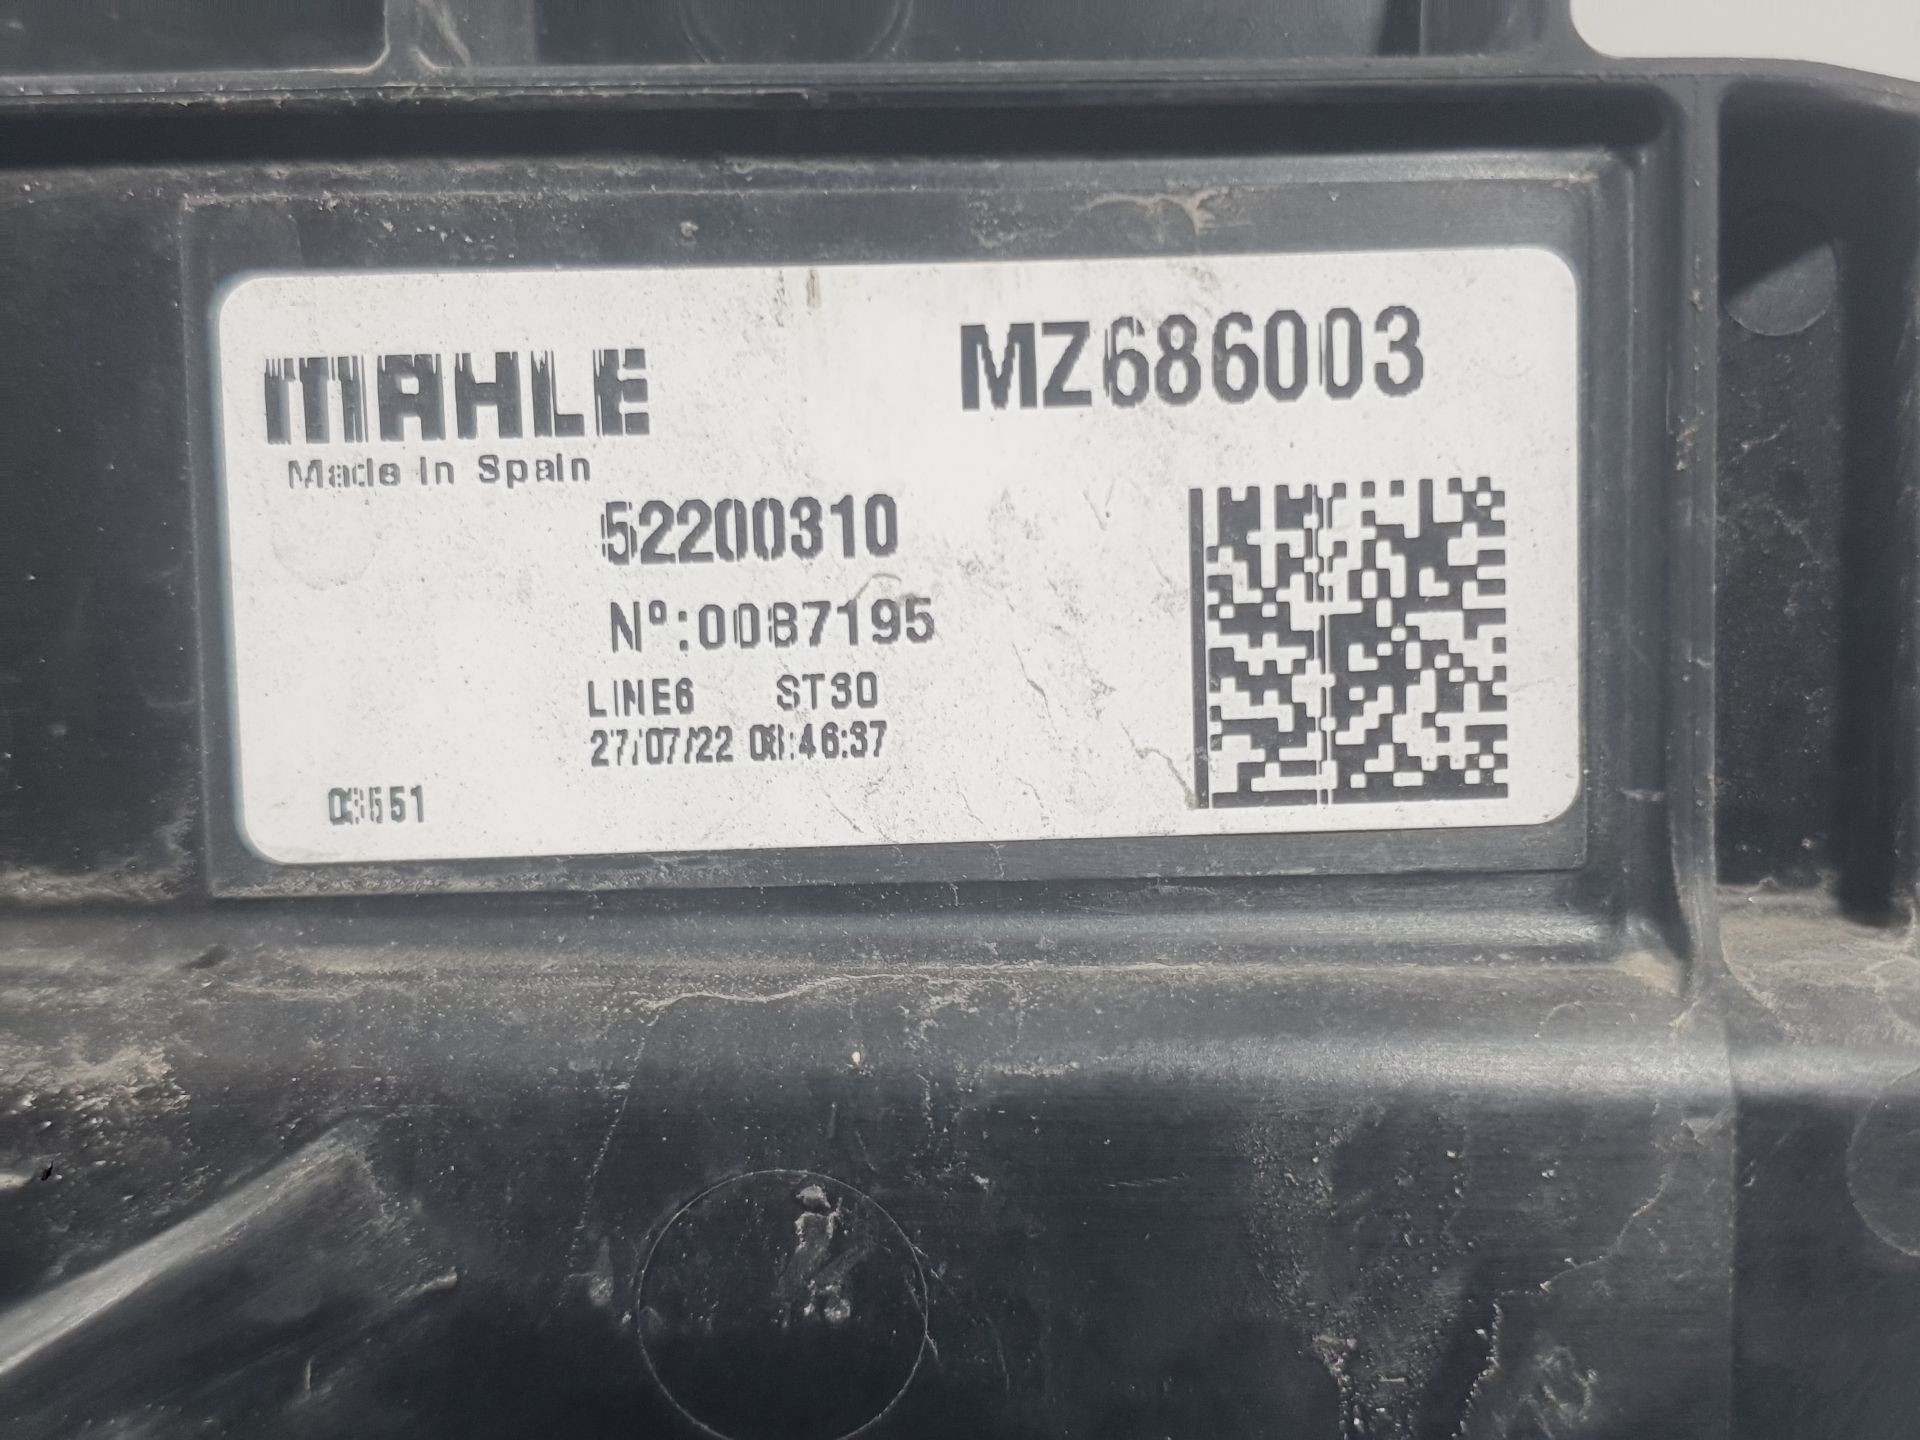 MAHLE
MZ686003
Made in Spain
52200310
Nº:0087195
LINE6 ST30
27/07/22 08:46:37
03551